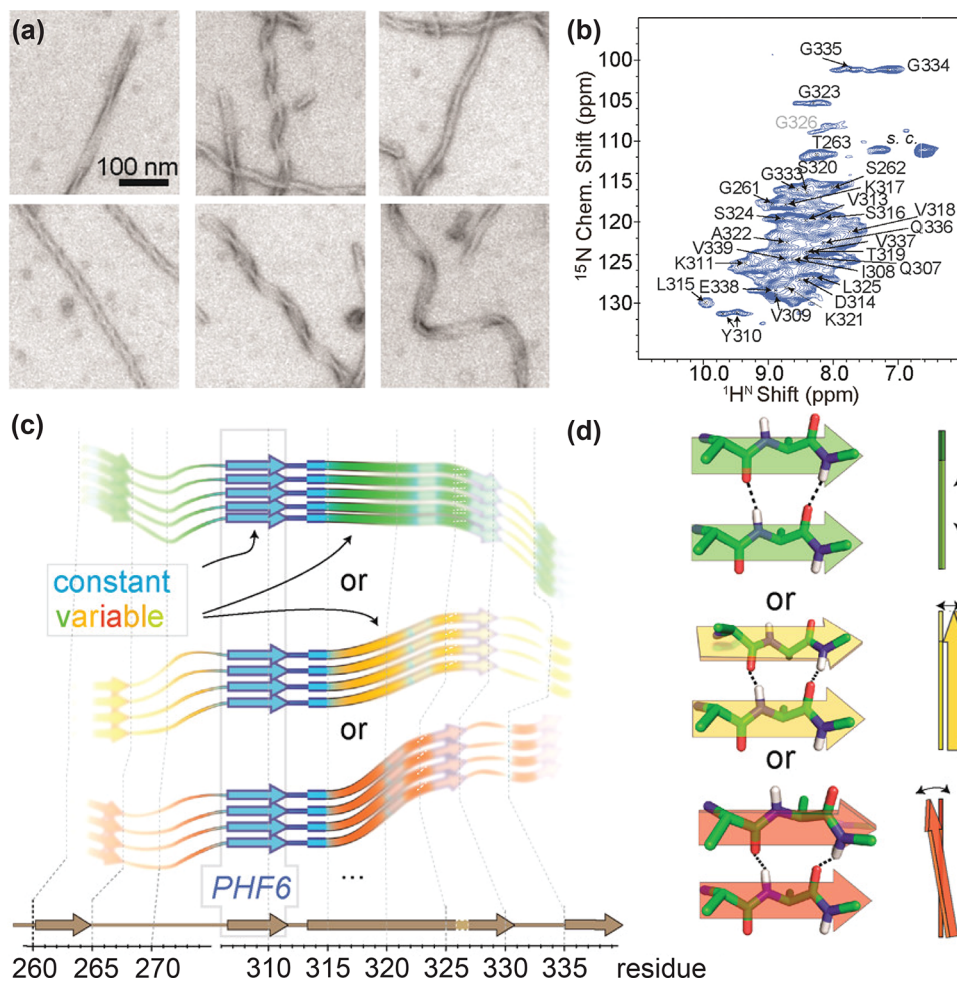 (a)
100 nm
(b)
15N Chem. Shift (ppm)
100
105
110
115
120
125
130
G335
G334
G323
G326
s. c.
T263
S320
S262
G333
K317
G261
V313
V318
S324
S316
Q336
A322
V337
V339
T319
K311
I308
Q307
L315
E338
L325
D314
V309
K321
Y310
10.0 9.0 8.0 7.0
1HN Shift (ppm)
(c)
constant
variable
or
or
...
PHF6
260 265 270 310 315 320 325 330 335 residue
(d)
or
or